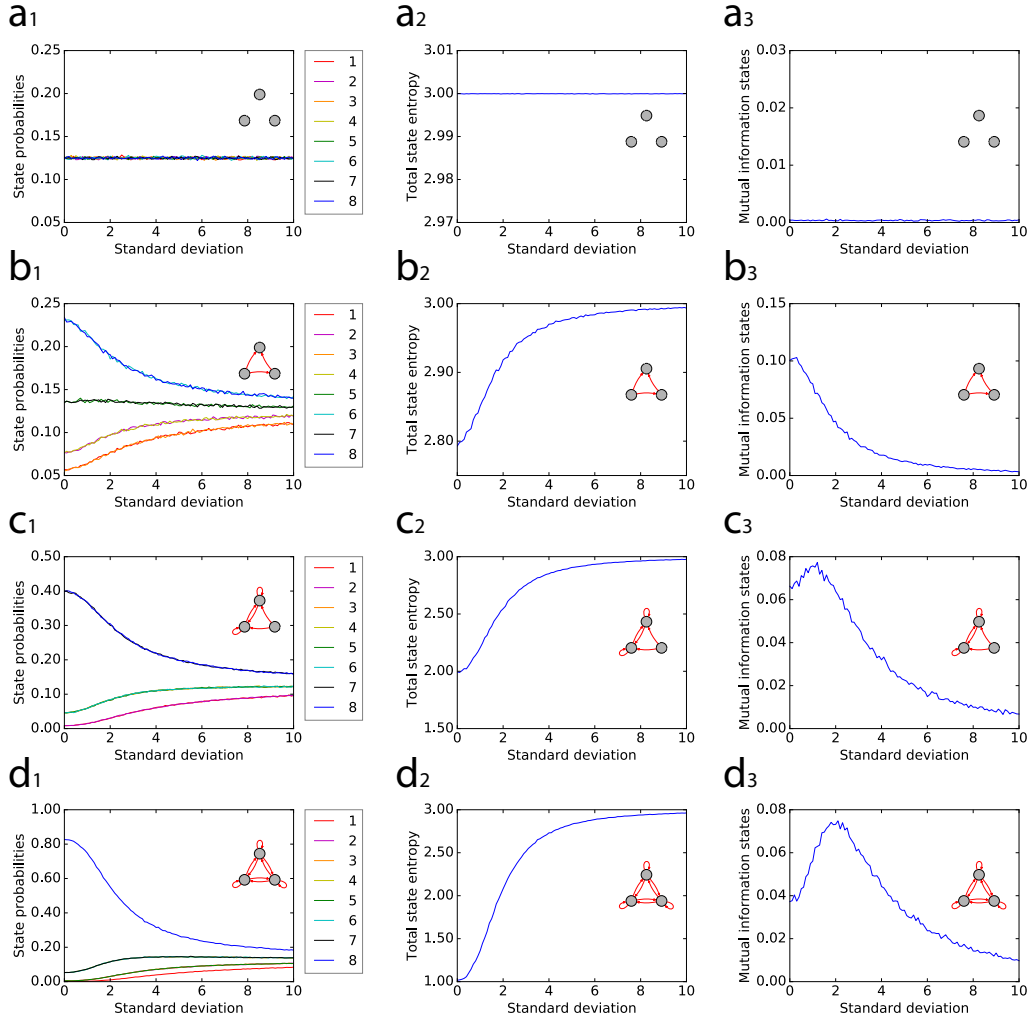 a1
a2
a3
0.25
0.20
0.15
0.10
0.05
State probabilities
0 2 4 6 8 10
Standard deviation
1
2
3
4
5
6
7
8
3.01
3.00
2.99
2.98
2.97
Total state entropy
0 2 4 6 8 10
Standard deviation
0.03
0.02
0.01
0.00
Mutual information states
0 2 4 6 8 10
Standard deviation
b1
b2
b3
0.25
0.20
0.15
0.10
0.05
State probabilities
0 2 4 6 8 10
Standard deviation
1
2
3
4
5
6
7
8
3.00
2.90
2.80
Total state entropy
0 2 4 6 8 10
Standard deviation
0.15
0.10
0.05
0.00
Mutual information states
0 2 4 6 8 10
Standard deviation
c1
c2
c3
0.50
0.40
0.30
0.20
0.10
0.00
State probabilities
0 2 4 6 8 10
Standard deviation
1
2
3
4
5
6
7
8
3.00
2.50
2.00
1.50
Total state entropy
0 2 4 6 8 10
Standard deviation
0.08
0.06
0.04
0.02
0.00
Mutual information states
0 2 4 6 8 10
Standard deviation
d1
d2
d3
1.00
0.80
0.60
0.40
0.20
0.00
State probabilities
0 2 4 6 8 10
Standard deviation
1
2
3
4
5
6
7
8
3.00
2.50
2.00
1.50
1.00
Total state entropy
0 2 4 6 8 10
Standard deviation
0.08
0.06
0.04
0.02
0.00
Mutual information states
0 2 4 6 8 10
Standard deviation